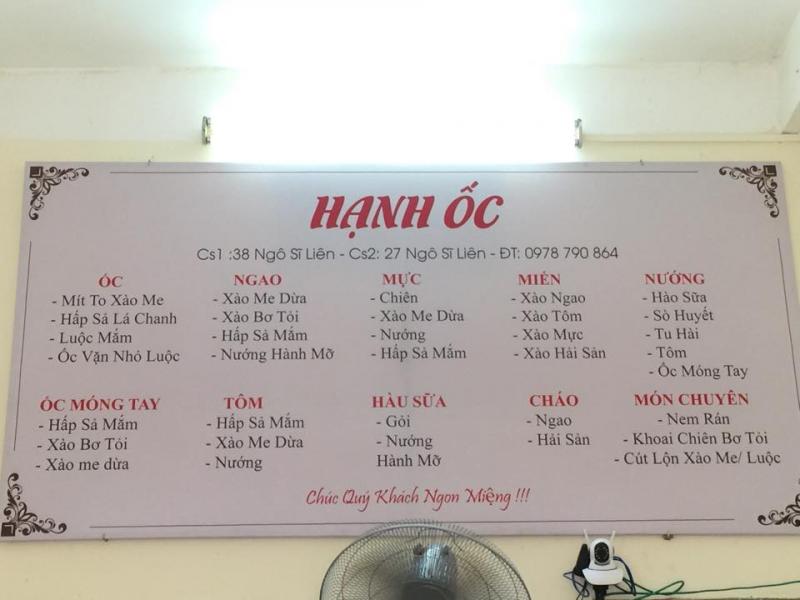 HẠNH ỐC
Cs1 :38 Ngô Sĩ Liên - Cs2: 27 Ngô Sĩ Liên - ĐT: 0978 790 864
ỐC
- Mít To Xào Me
- Hấp Sả Lá Chanh
- Luộc Mắm
- Ốc Vặn Nhỏ Luộc
NGAO
- Xào Me Dừa
- Xào Bơ Tỏi
- Hấp Sả Mắm
- Nướng Hành Mỡ
MỰC
- Chiên
- Xào Me Dừa
- Nướng
- Hấp Sả Mắm
MIẾN
- Xào Ngao
- Xào Tôm
- Xào Mực
- Xào Hải Sản
NƯỚNG
- Hào Sữa
- Sò Huyết
- Tu Hài
- Tôm
- Ốc Móng Tay
ỐC MÓNG TAY
- Hấp Sả Mắm
- Xào Bơ Tỏi
- Xào me dừa
TÔM
- Hấp Sả Mắm
- Xào Me Dừa
- Nướng
HÀU SỮA
- Gỏi
- Nướng
Hành Mỡ
CHÁO
- Ngao
- Hải Sản
MÓN CHUYÊN
- Nem Rán
- Khoai Chiên Bơ Tỏi
- Cút Lộn Xào Me/ Luộc
Chúc Quý Khách Ngon Miệng !!!